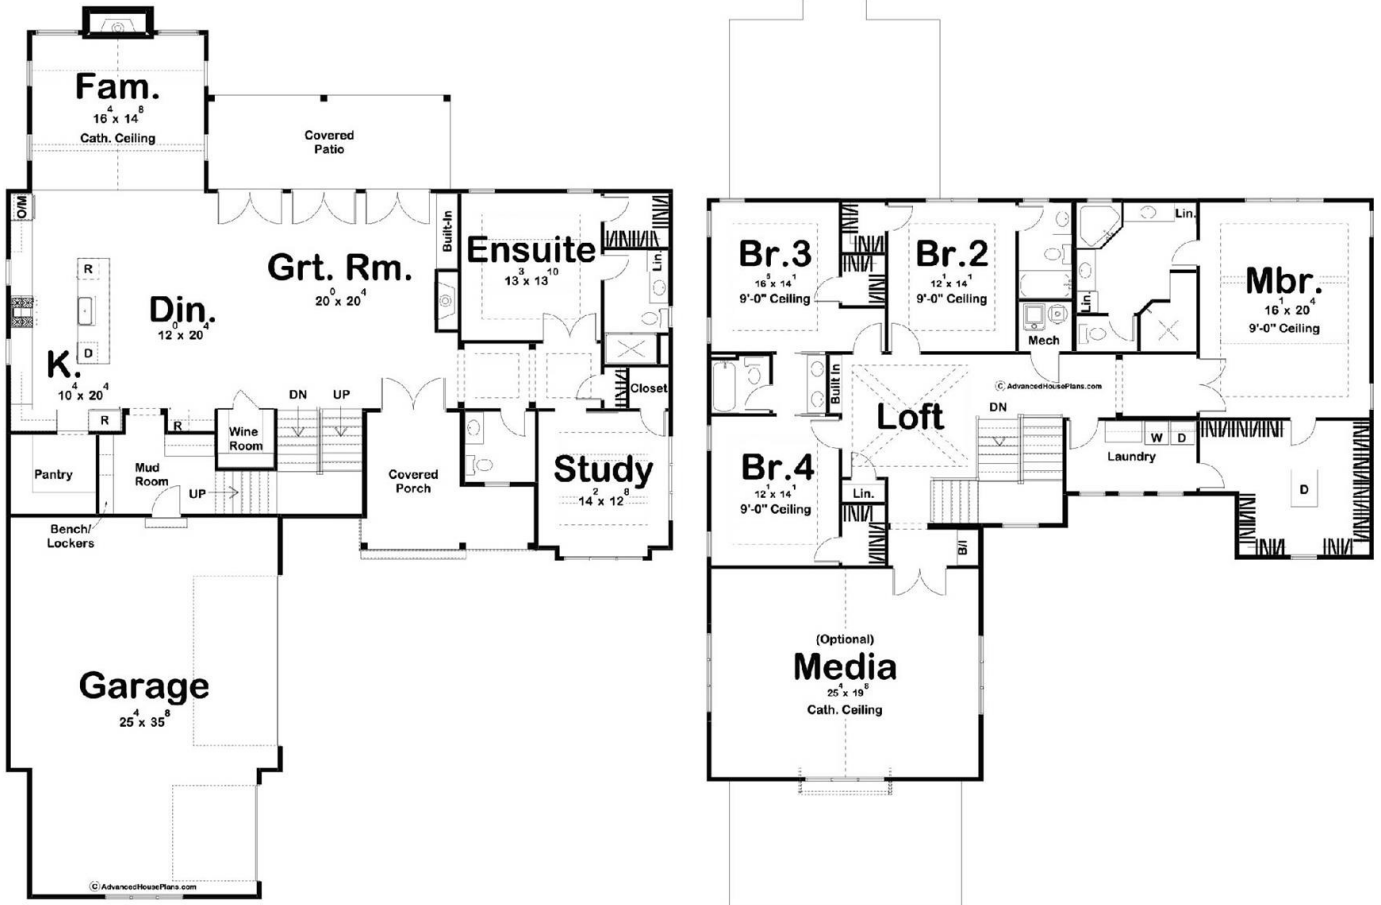 Fam.
16⁴ x 14⁸
Cath. Ceiling
Covered
Patio
O/M
R
D
K.
10⁴ x 20⁴
Din.
12⁰ x 20⁴
Grt. Rm.
20⁰ x 20⁴
Built-In
Ensuite
13³ x 13¹⁰
Lin.
Closet
R
R
DN
UP
Wine
Room
Pantry
Mud
Room
UP
Covered
Porch
Study
14² x 12⁸
Bench/
Lockers
Garage
25⁴ x 35⁸
© AdvancedHousePlans.com
Br.3
16⁵ x 14¹
9'-0" Ceiling
Br.2
12¹ x 14¹
9'-0" Ceiling
Lin.
Lin.
Mbr.
16¹ x 20⁴
9'-0" Ceiling
Mech
Built In
© AdvancedHousePlans.com
Loft
DN
Br.4
12¹ x 14¹
9'-0" Ceiling
Lin.
W
D
Laundry
D
B/I
(Optional)
Media
25⁴ x 19⁸
Cath. Ceiling